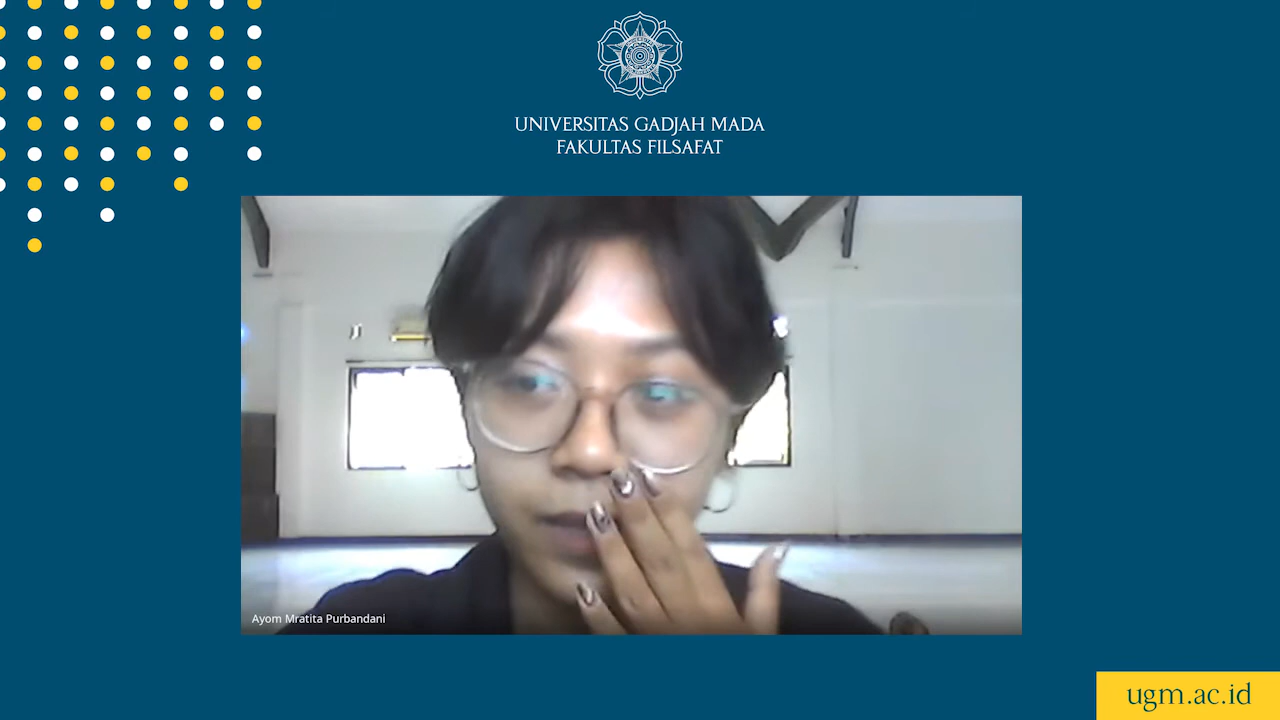 UNIVERSITAS GADJAH MADA
FAKULTAS FILSAFAT
Ayom Mratita Purbandani
ugm.ac.id